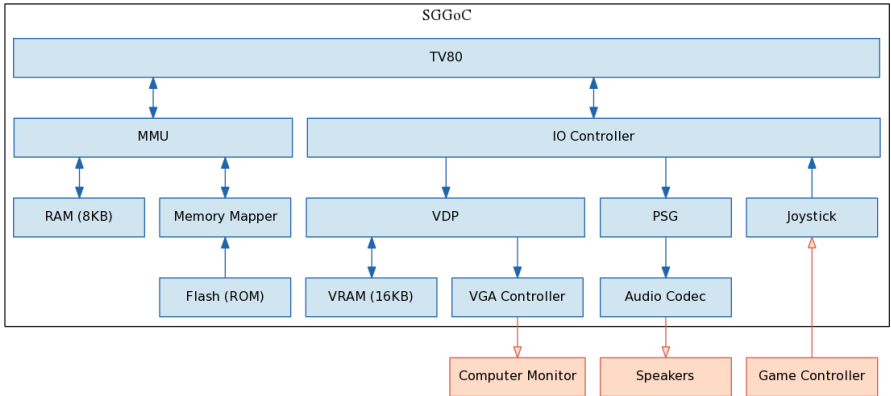 SGGoC
TV80
MMU
IO Controller
RAM (8KB)
Memory Mapper
VDP
PSG
Joystick
Flash (ROM)
VRAM (16KB)
VGA Controller
Audio Codec
Computer Monitor
Speakers
Game Controller